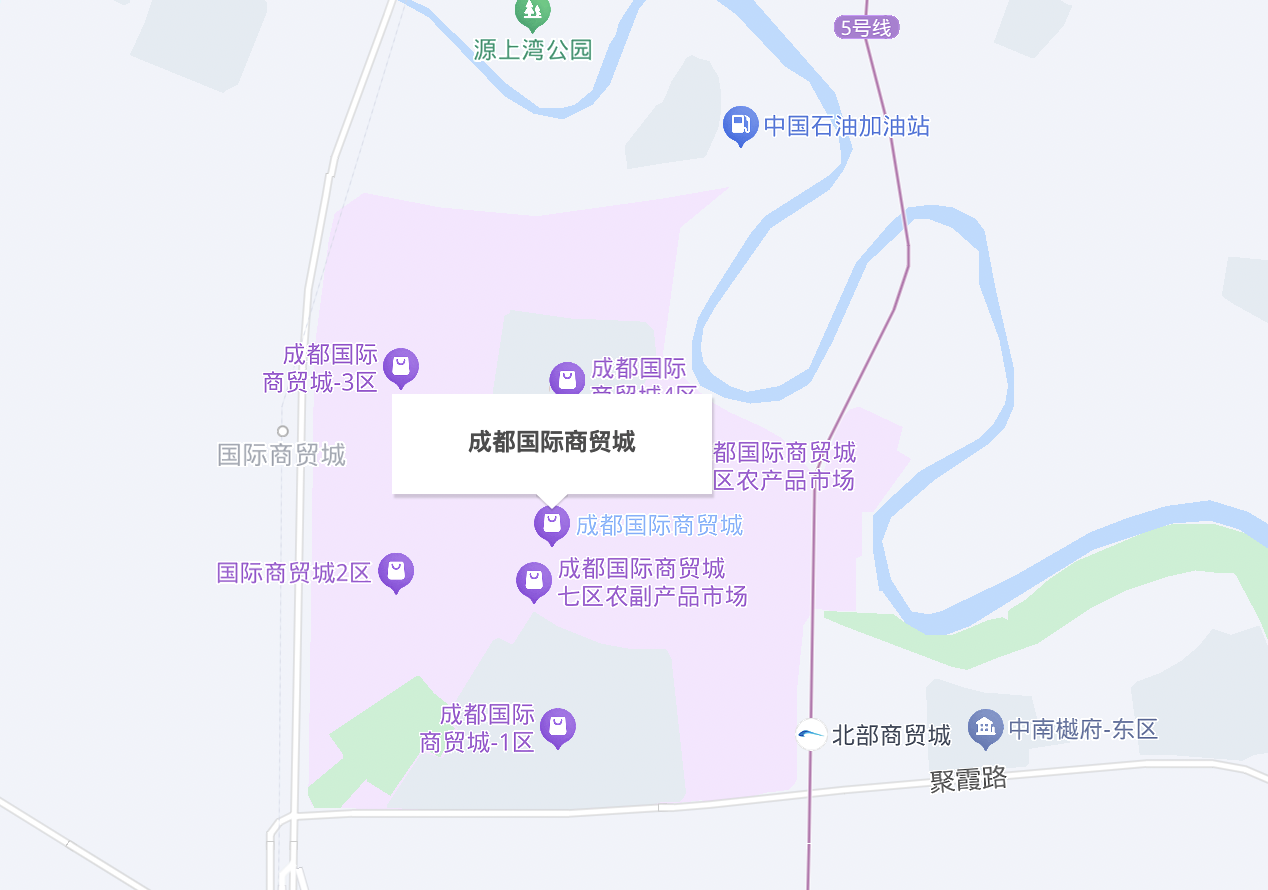 5号线
源上湾公园
中国石油加油站
成都国际
商贸城-3区
成都国际
商贸城4区
国际商贸城
成都国际商贸城
都国际商贸城
区农产品市场
成都国际商贸城
国际商贸城2区
成都国际商贸城
七区农副产品市场
成都国际
商贸城-1区
北部商贸城
中南樾府-东区
聚霞路